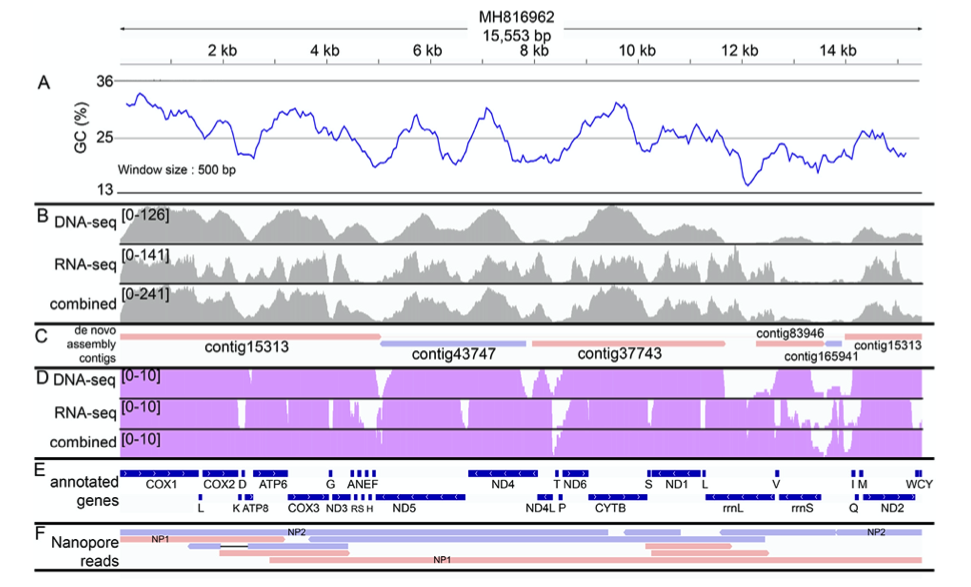 MH816962
15,553 bp
2 kb 4 kb 6 kb 8 kb 10 kb 12 kb 14 kb
A
36
25
13
GC (%)
Window size : 500 bp
B DNA-seq [0-126]
RNA-seq [0-141]
combined [0-241]
C de novo assembly contigs
contig15313 contig43747 contig37743 contig83946 contig165941 contig15313
D DNA-seq [0-10]
RNA-seq [0-10]
combined [0-10]
E annotated genes
COX1 COX2 D ATP6 G ANEF ND4 T ND6 S ND1 L V I M WCY
L K ATP8 COX3 ND3 RS H ND5 ND4L P CYTB rrnL rrnS Q ND2
F Nanopore reads
NP2 NP2
NP1
NP1